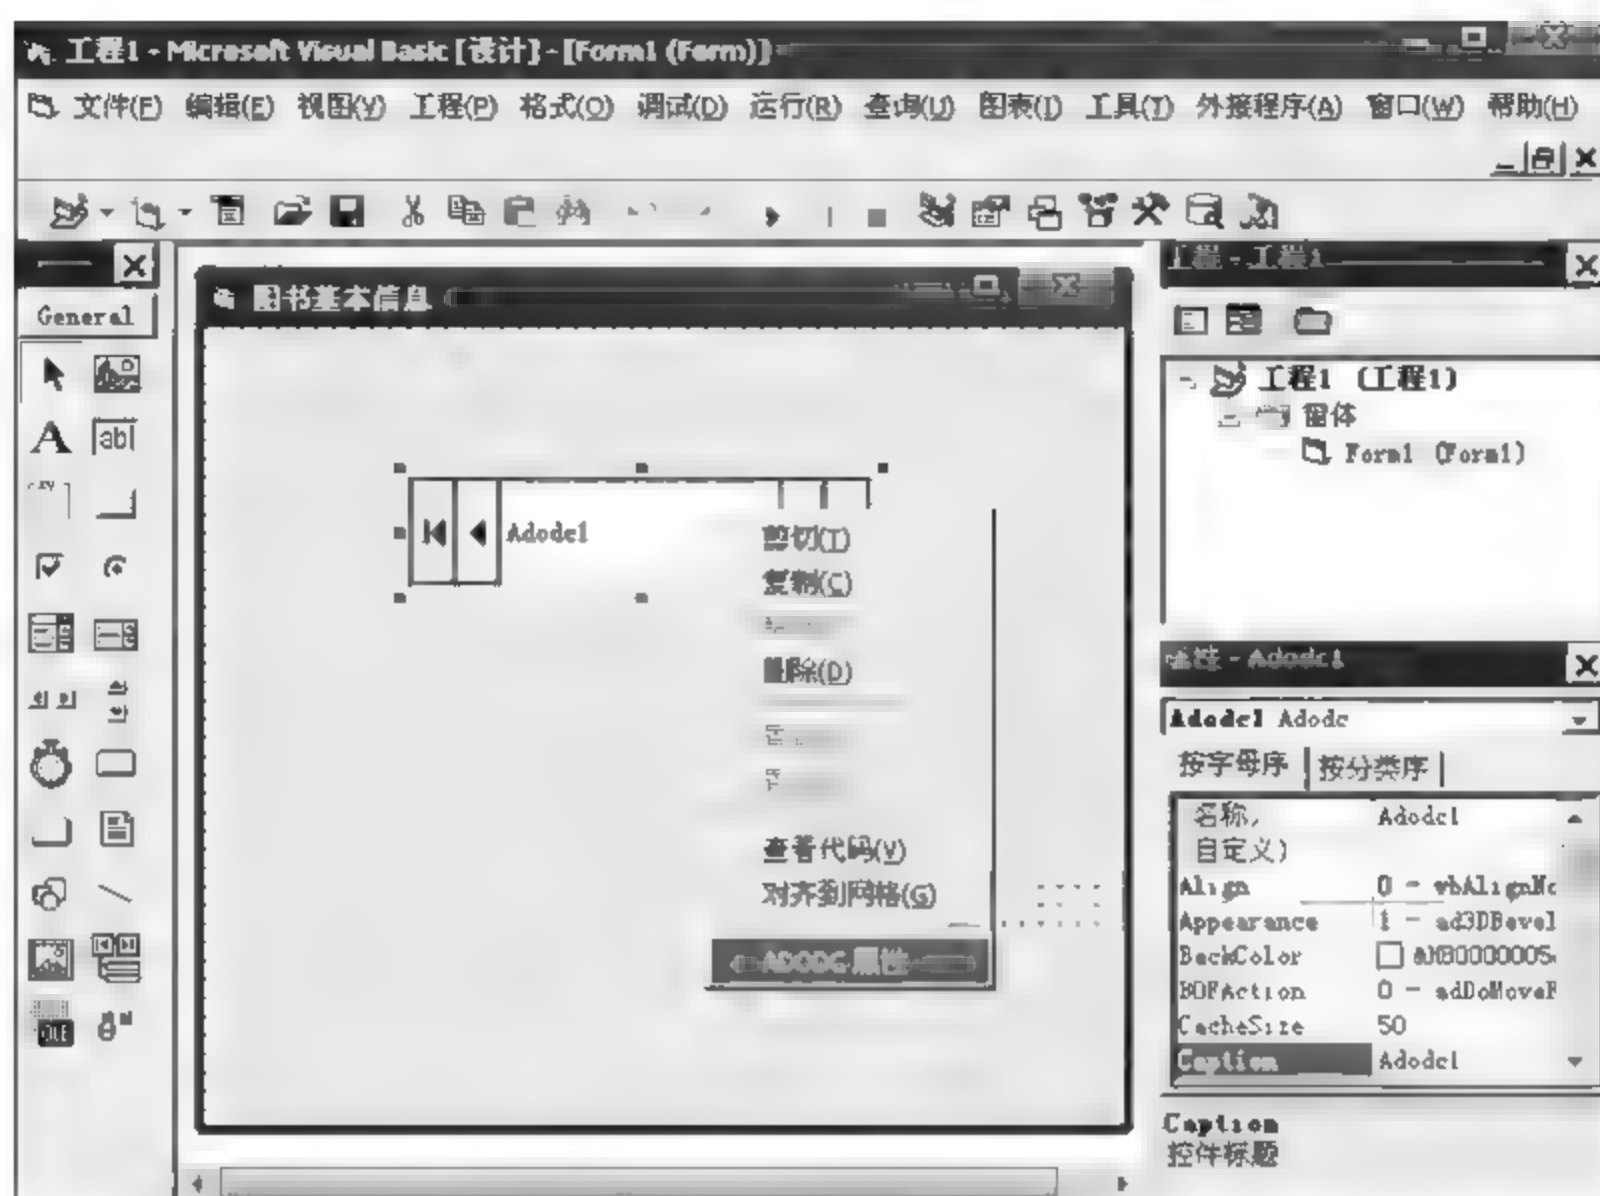 工程1 - Microsoft Visual Basic [设计] - [Form1 (Form)]
文件(F) 编辑(E) 视图(V) 工程(P) 格式(O) 调试(D) 运行(R) 查询(U) 图表(I) 工具(T) 外接程序(A) 窗口(W) 帮助(H)
General
图书基本信息
Adodc1
剪切(T)
复制(C)
删除(D)
查看代码(V)
对齐到网格(G)
ADODC 属性
工程 - 工程1
工程1 (工程1)
窗体
Form1 (Form1)
属性 - Adodc1
Adodc1 Adodc
按字母序 按分类序
名称, Adodc1
自定义)
Align 0 - vbAlignNo
Appearance 1 - ad3DBevel
BackColor &H80000005&
BOFAction 0 - adDoMoveF
CacheSize 50
Caption Adodc1
Caption
控件标题